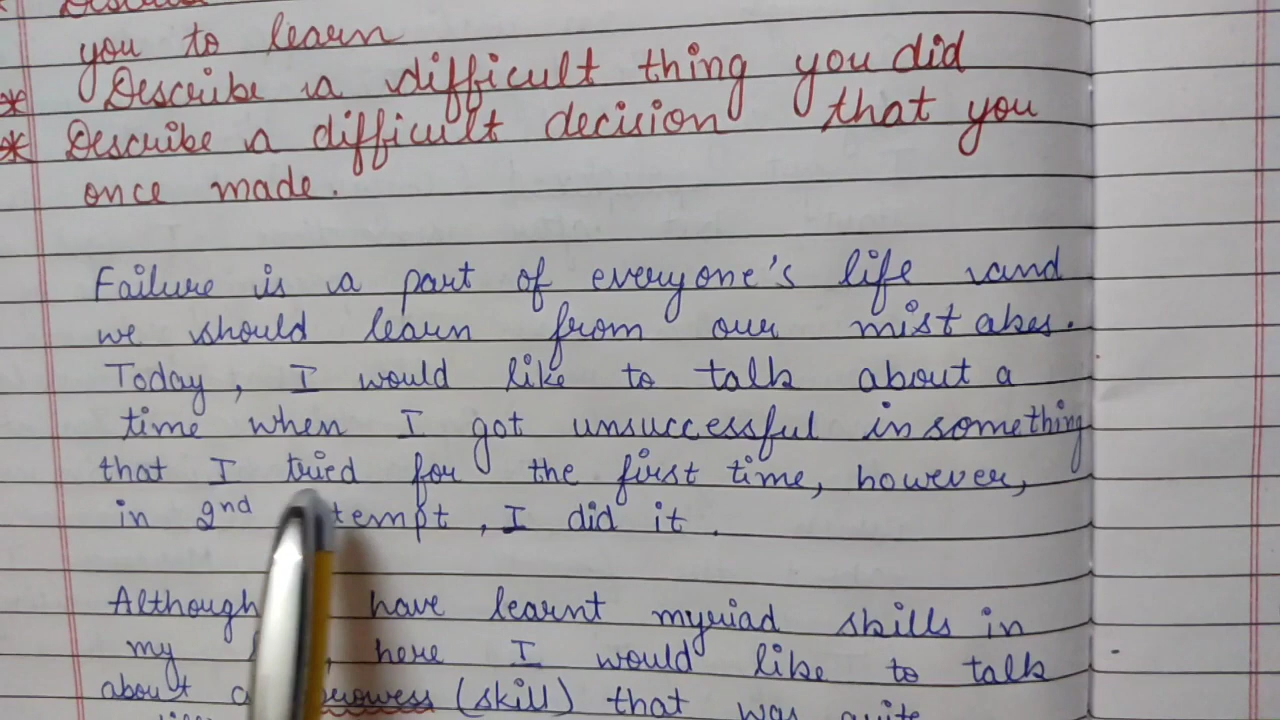 you to learn
* Describe a difficult thing you did
* Describe a difficult decision that you
once made.
Failure is a part of everyone's life and
we should learn from our mistakes.
Today, I would like to talk about a
time when I got unsuccessful in something
that I tried for the first time, however,
in 2nd tempt, I did it.
Although have learnt myriad skills in
my , here I would like to talk
about (skill) that was quite